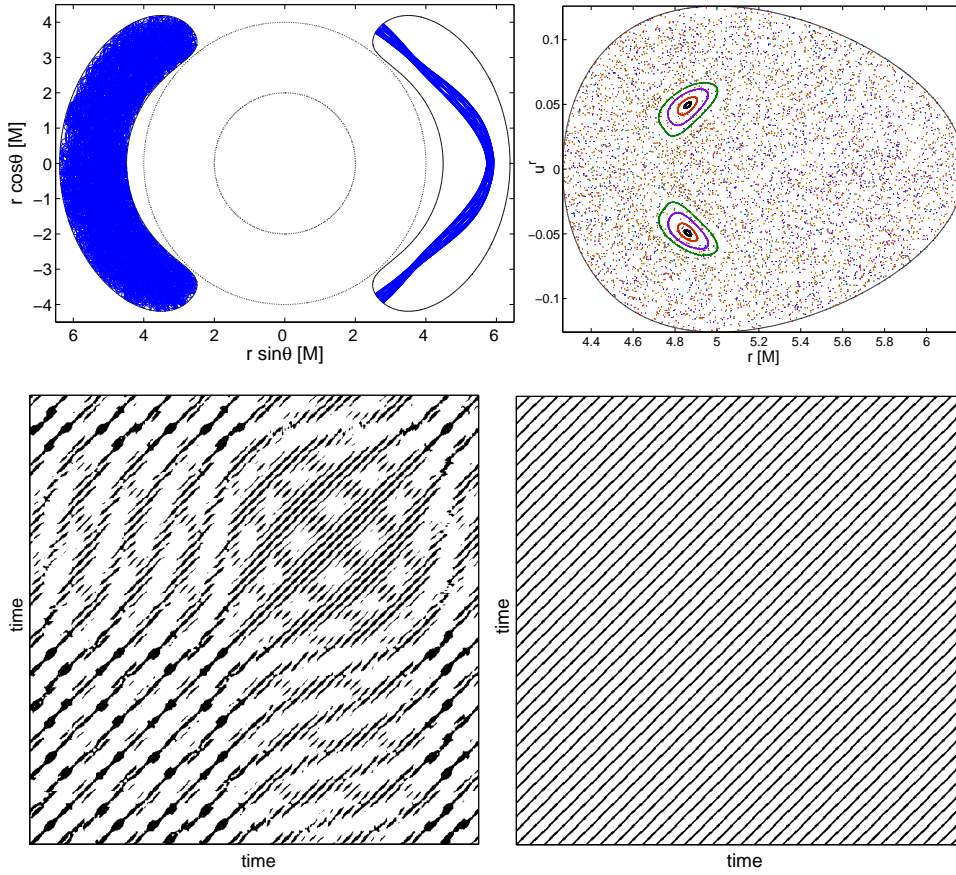 4
3
2
1
0
−1
−2
−3
−4
r cosθ [M]
−6 −4 −2 0 2 4 6
r sinθ [M]
0.1
0.05
0
−0.05
−0.1
u^r
4.4 4.6 4.8 5 5.2 5.4 5.6 5.8 6
r [M]
time
time
time
time